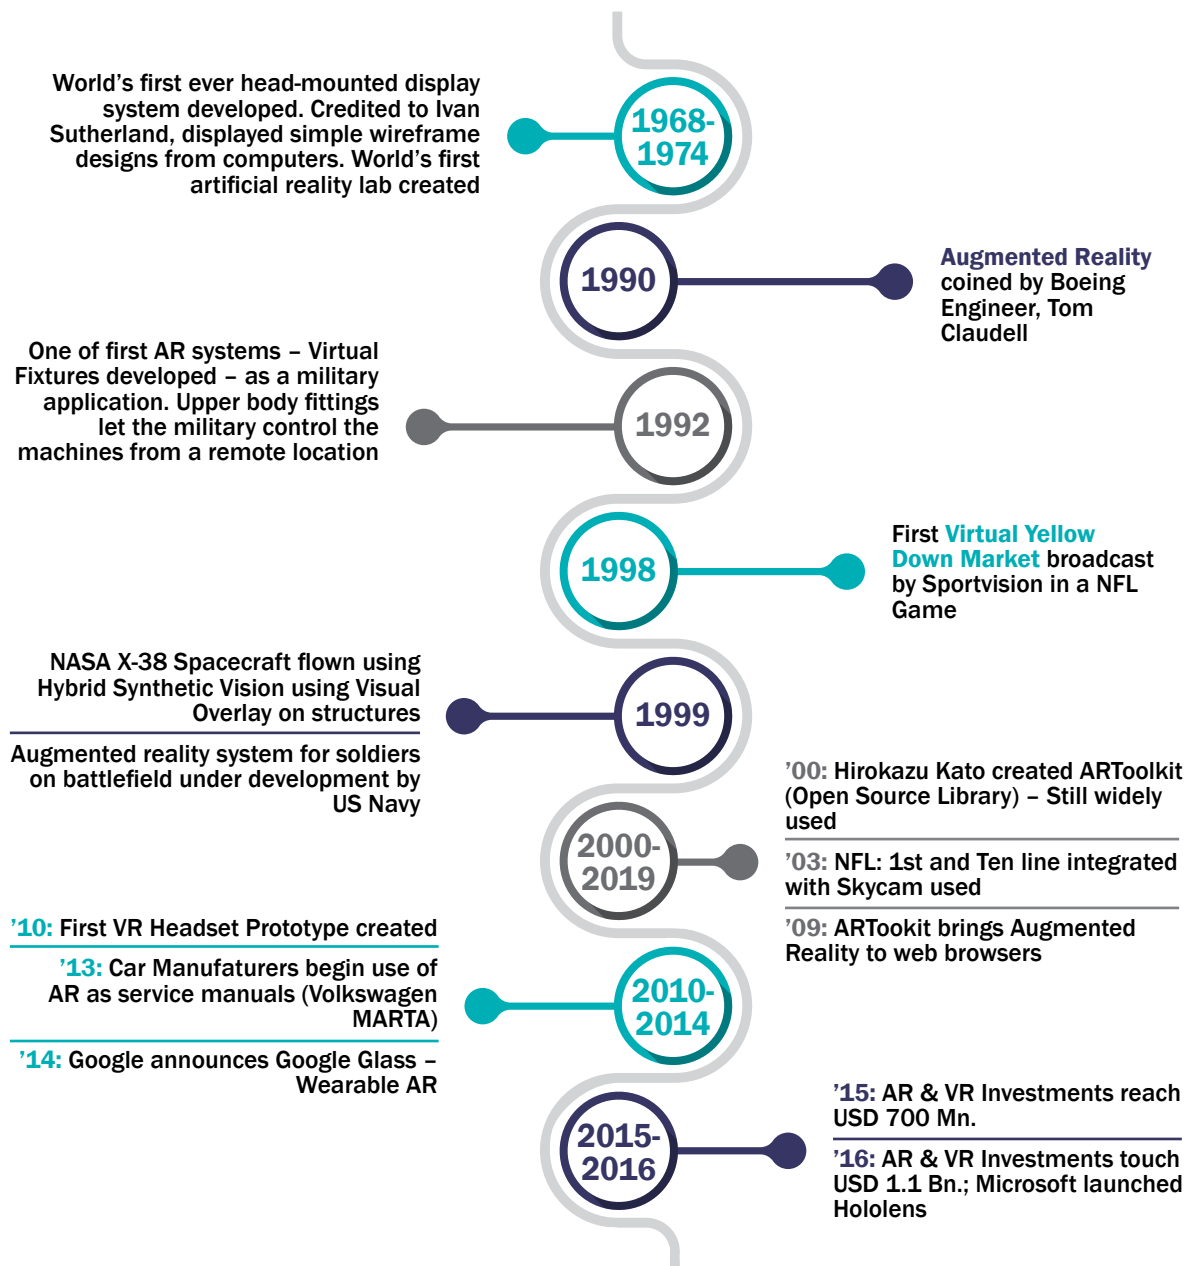 World’s first ever head-mounted display
system developed. Credited to Ivan
Sutherland, displayed simple wireframe
designs from computers. World’s first
artificial reality lab created
1968-
1974
1990
Augmented Reality
coined by Boeing
Engineer, Tom
Claudell
One of first AR systems – Virtual
Fixtures developed – as a military
application. Upper body fittings
let the military control the
machines from a remote location
1992
1998
First Virtual Yellow
Down Market broadcast
by Sportvision in a NFL
Game
NASA X-38 Spacecraft flown using
Hybrid Synthetic Vision using Visual
Overlay on structures
Augmented reality system for soldiers
on battlefield under development by
US Navy
1999
2000-
2019
’00: Hirokazu Kato created ARToolkit
(Open Source Library) – Still widely
used
’03: NFL: 1st and Ten line integrated
with Skycam used
’09: ARTookit brings Augmented
Reality to web browsers
’10: First VR Headset Prototype created
’13: Car Manufaturers begin use of
AR as service manuals (Volkswagen
MARTA)
’14: Google announces Google Glass –
Wearable AR
2010-
2014
2015-
2016
’15: AR & VR Investments reach
USD 700 Mn.
’16: AR & VR Investments touch
USD 1.1 Bn.; Microsoft launched
Hololens